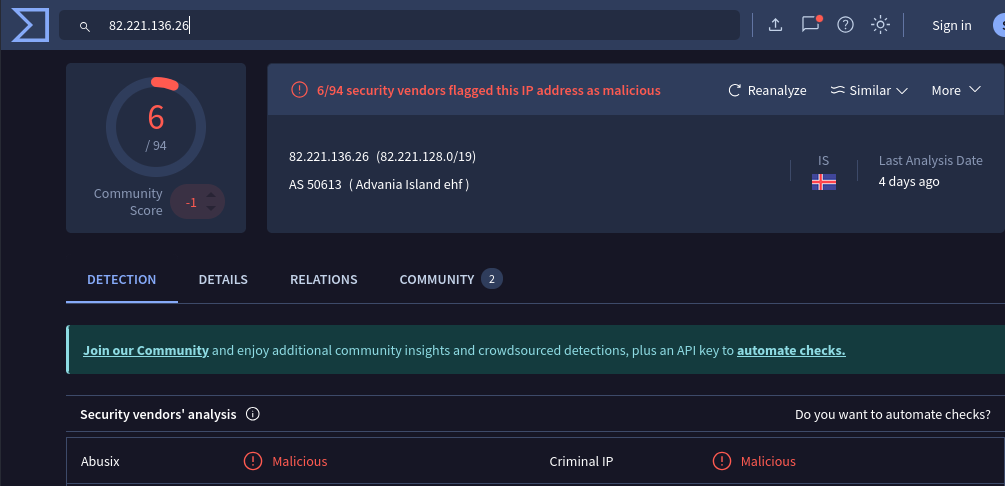 82.221.136.26
Sign in
6
/ 94
Community
Score
-1
6/94 security vendors flagged this IP address as malicious
Reanalyze
Similar
More
82.221.136.26 (82.221.128.0/19)
AS 50613 ( Advania Island ehf )
IS
Last Analysis Date
4 days ago
DETECTION
DETAILS
RELATIONS
COMMUNITY 2
Join our Community and enjoy additional community insights and crowdsourced detections, plus an API key to automate checks.
Security vendors' analysis
Do you want to automate checks?
Abusix
Malicious
Criminal IP
Malicious